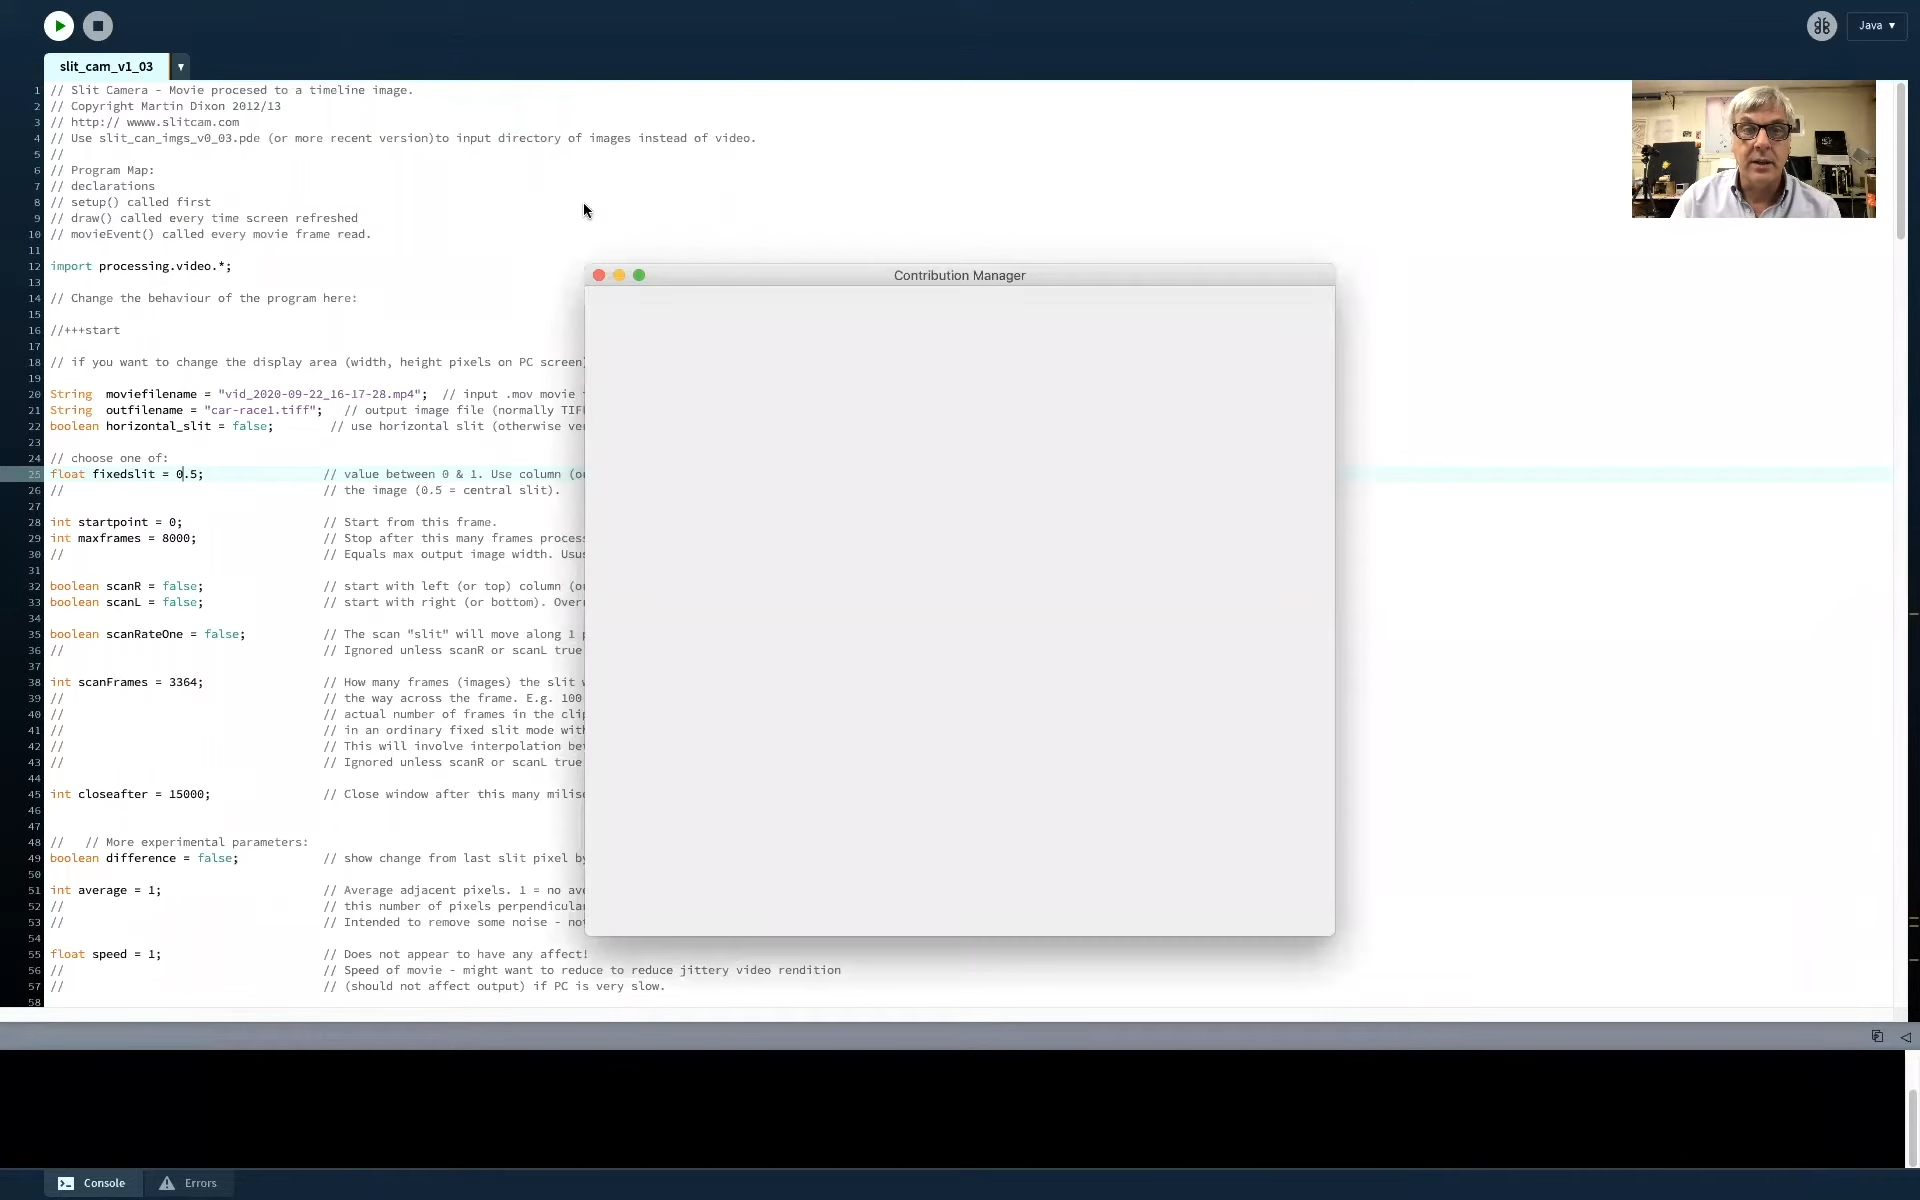 Java ▾
slit_cam_v1_03 ▼
1 // Slit Camera - Movie procesed to a timeline image.
2 // Copyright Martin Dixon 2012/13
3 // http:// wwww.slitcam.com
4 // Use slit_can_imgs_v0_03.pde (or more recent version)to input directory of images instead of video.
5 //
6 // Program Map:
7 // declarations
8 // setup() called first
9 // draw() called every time screen refreshed
10 // movieEvent() called every movie frame read.
11
12 import processing.video.*;
13
14 // Change the behaviour of the program here:
15
16 //+++start
17
18 // if you want to change the display area (width, height pixels on PC screen)
19
20 String moviefilename = "vid_2020-09-22_16-17-28.mp4"; // input .mov movie
21 String outfilename = "car-race1.tiff"; // output image file (normally TIF
22 boolean horizontal_slit = false; // use horizontal slit (otherwise ve
23
24 // choose one of:
25 float fixedslit = 0.5; // value between 0 & 1. Use column (o
26 // // the image (0.5 = central slit).
27
28 int startpoint = 0; // Start from this frame.
29 int maxframes = 8000; // Stop after this many frames proces
30 // // Equals max output image width. Usu
31
32 boolean scanR = false; // start with left (or top) column (o
33 boolean scanL = false; // start with right (or bottom). Over
34
35 boolean scanRateOne = false; // The scan "slit" will move along 1 p
36 // // Ignored unless scanR or scanL true
37
38 int scanFrames = 3364; // How many frames (images) the slit
39 // // the way across the frame. E.g. 100
40 // // actual number of frames in the cli
41 // // in an ordinary fixed slit mode wit
42 // // This will involve interpolation be
43 // // Ignored unless scanR or scanL true
44
45 int closeafter = 15000; // Close window after this many milis
46
47
48 // // More experimental parameters:
49 boolean difference = false; // show change from last slit pixel by
50
51 int average = 1; // Average adjacent pixels. 1 = no av
52 // // this number of pixels perpendicula
53 // // Intended to remove some noise - no
54
55 float speed = 1; // Does not appear to have any affect!
56 // // Speed of movie - might want to reduce to reduce jittery video rendition
57 // // (should not affect output) if PC is very slow.
58
Contribution Manager
Console
Errors